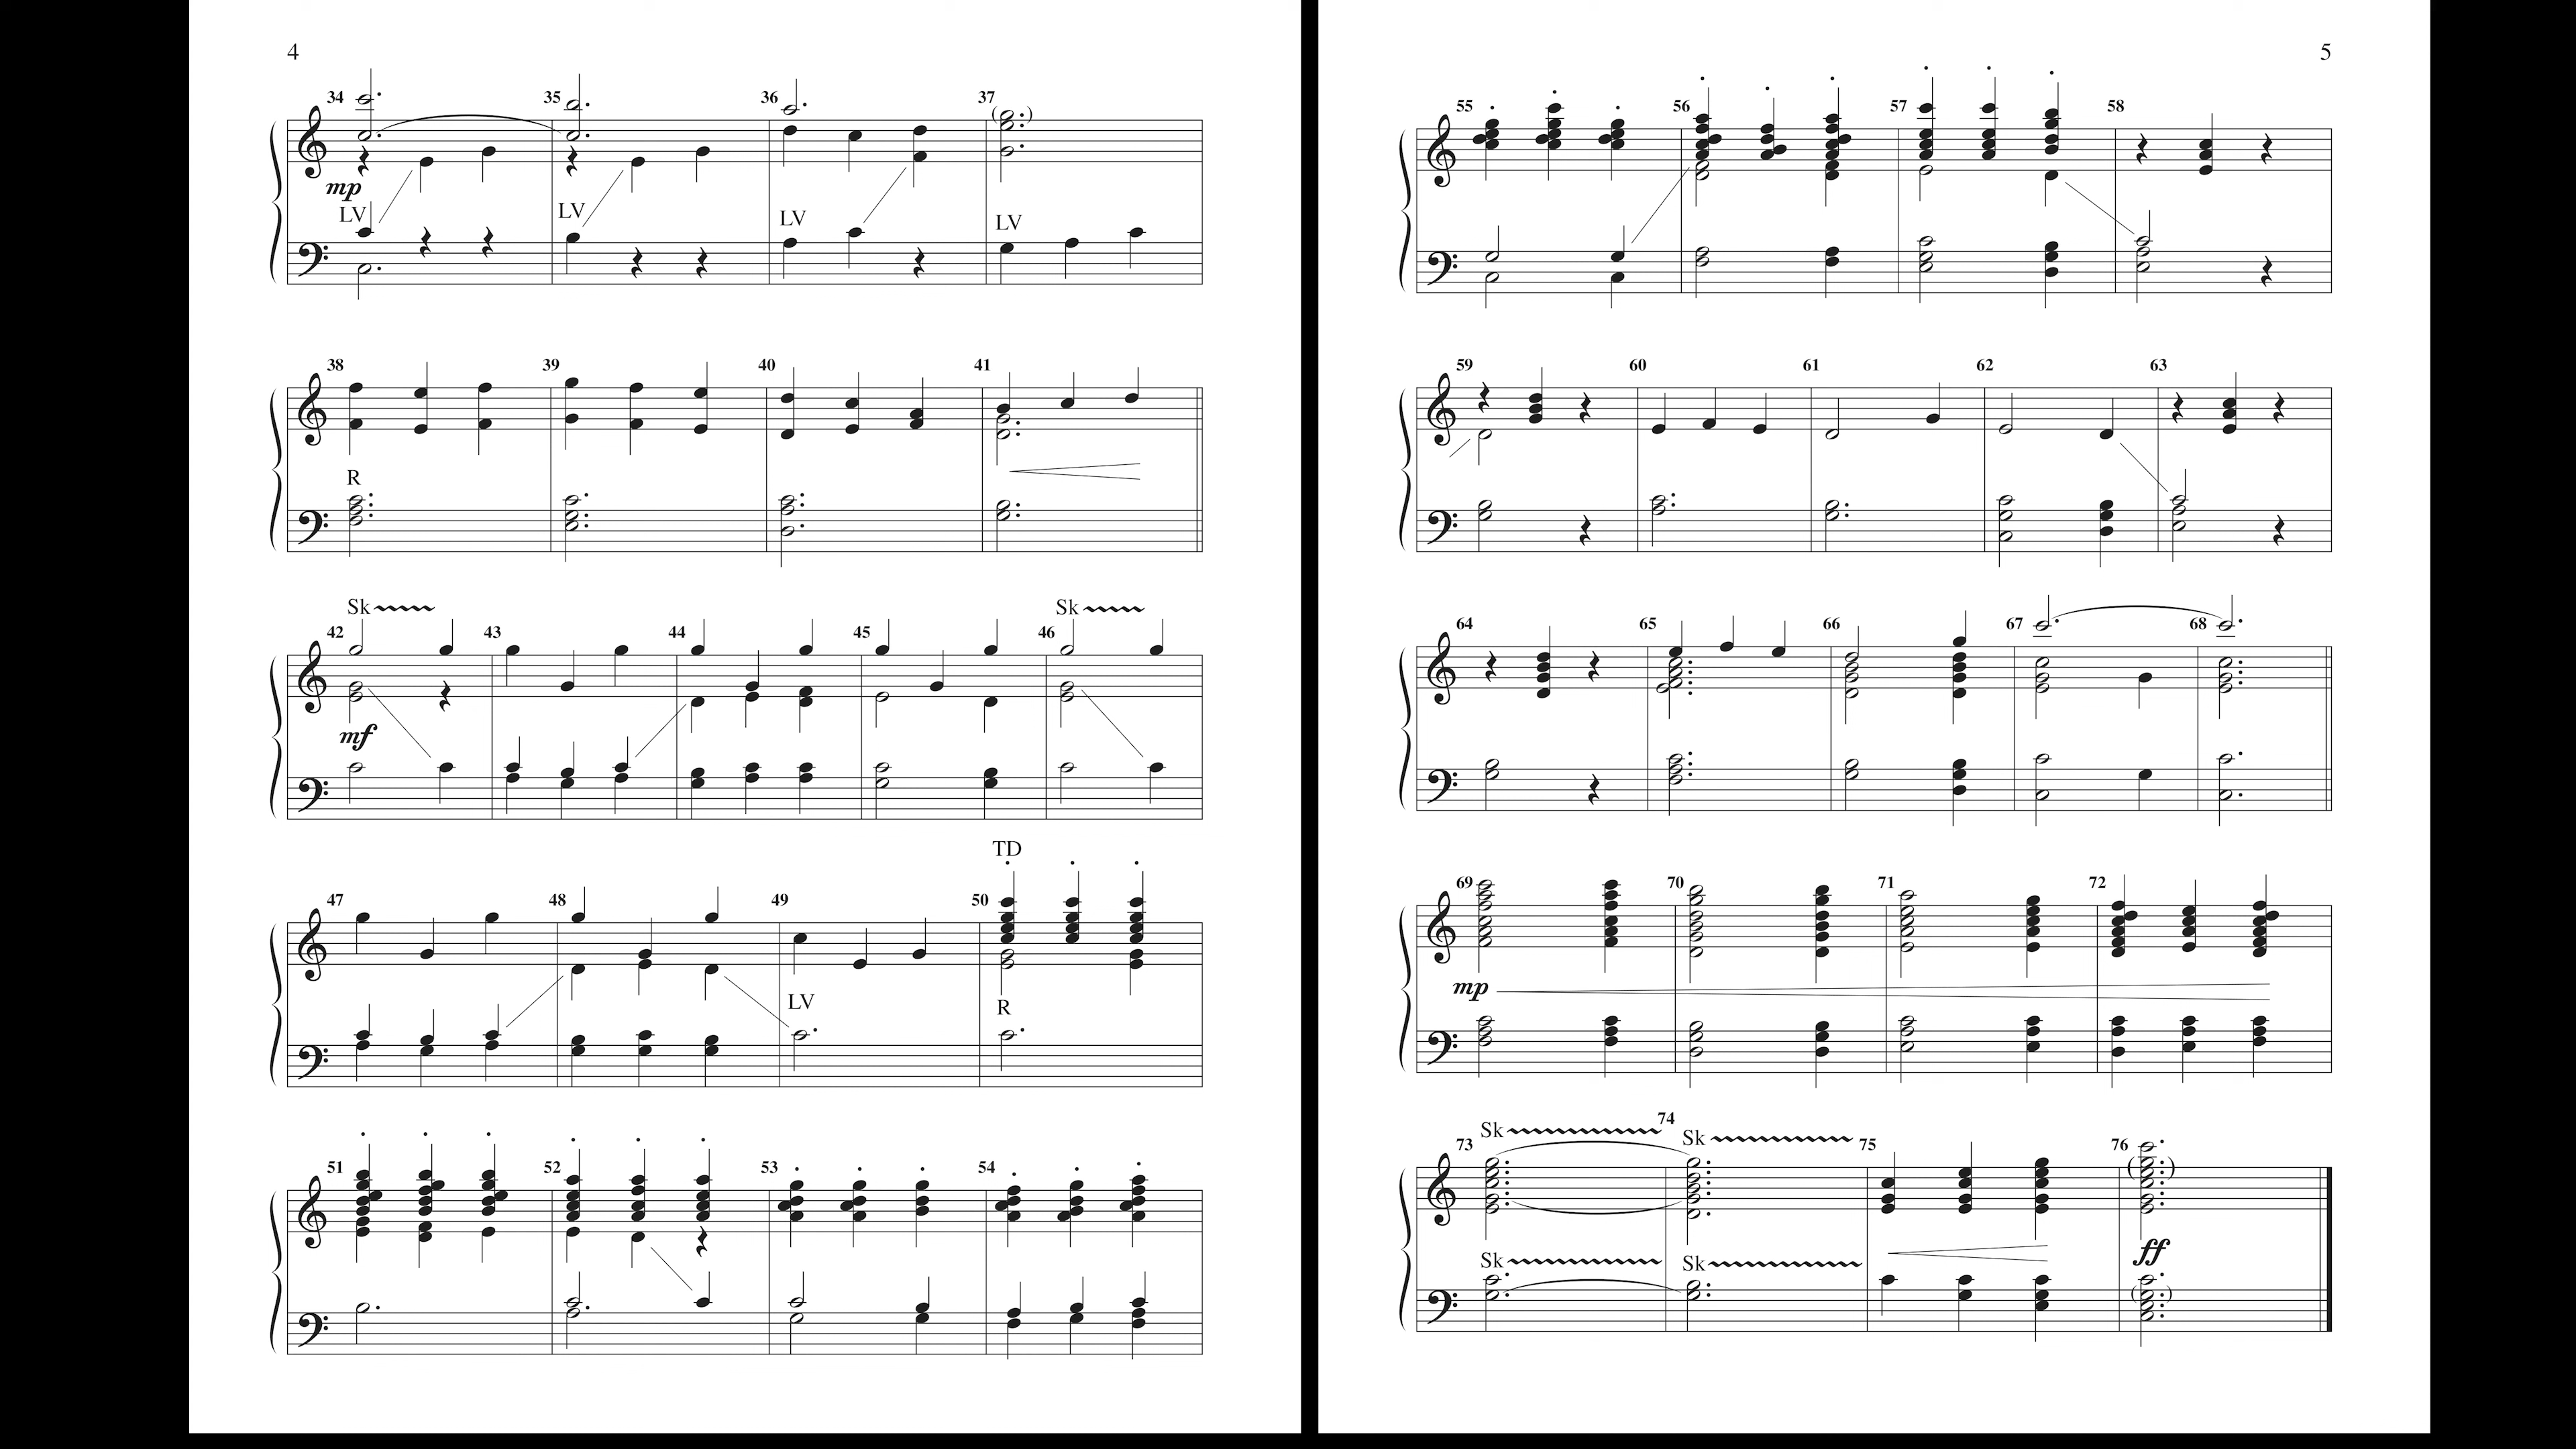 4
34 35 36 37
mp
LV LV LV LV
38 39 40 41
R
Sk Sk
42 43 44 45 46
mf
TD
47 48 49 50
LV R
51 52 53 54
5
55 56 57 58
59 60 61 62 63
64 65 66 67 68
69 70 71 72
mp
73 Sk 74 Sk 75 76
Sk Sk ff